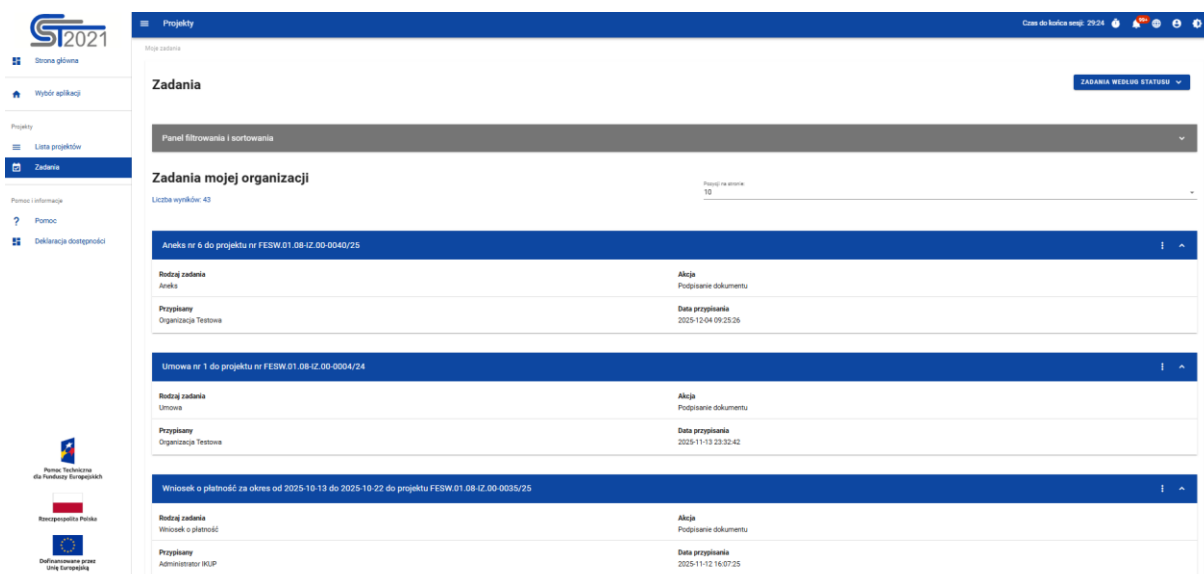 CST2021
Projekty
Czas do końca sesji: 29:24
99+
Strona główna
Wybór aplikacji
Projekty
Lista projektów
Zadania
Pomoc i informacje
? Pomoc
Deklaracja dostępności
Pomoc Techniczna
dla Funduszy Europejskich
Rzeczpospolita Polska
Dofinansowane przez
Unię Europejską
Moje zadania
Zadania
ZADANIA WEDŁUG STATUSU
Panel filtrowania i sortowania
Zadania mojej organizacji
Liczba wyników: 43
Pozycji na stronie:
10
Aneks nr 6 do projektu nr FESW.01.08-IZ.00-0040/25
Rodzaj zadania
Aneks
Akcja
Podpisanie dokumentu
Przypisany
Organizacja Testowa
Data przypisania
2025-12-04 09:25:26
Umowa nr 1 do projektu nr FESW.01.08-IZ.00-0004/24
Rodzaj zadania
Umowa
Akcja
Podpisanie dokumentu
Przypisany
Organizacja Testowa
Data przypisania
2025-11-13 23:32:42
Wniosek o płatność za okres od 2025-10-13 do 2025-10-22 do projektu FESW.01.08-IZ.00-0035/25
Rodzaj zadania
Wniosek o płatność
Akcja
Podpisanie dokumentu
Przypisany
Administrator IKUP
Data przypisania
2025-11-12 16:07:25